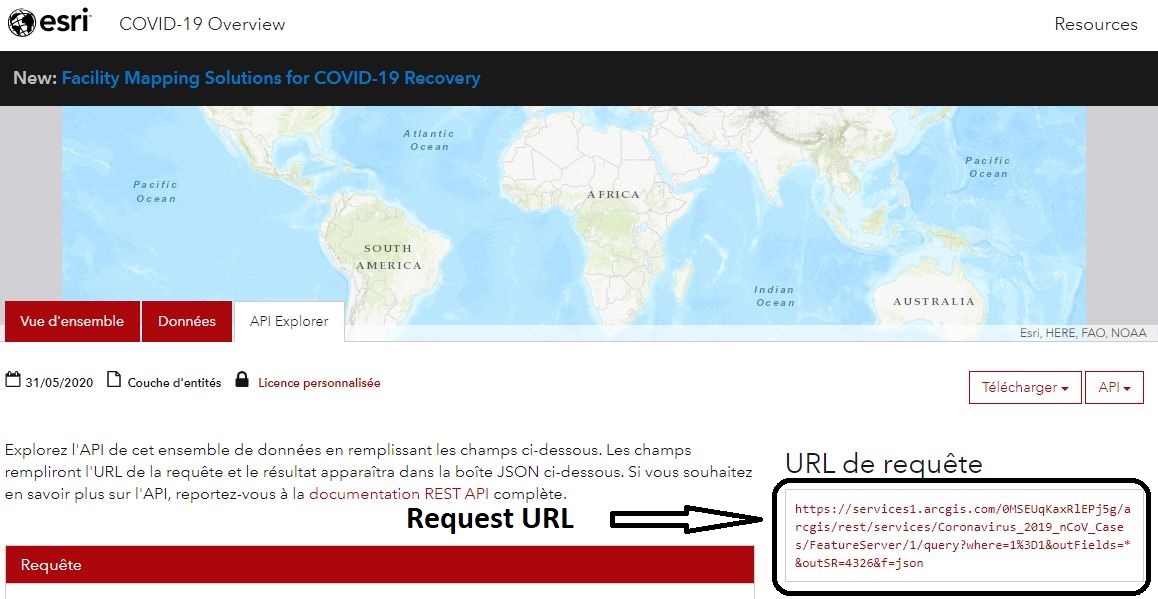 esri COVID-19 Overview Resources
New: Facility Mapping Solutions for COVID-19 Recovery
Atlantic
Ocean
Pacific
Ocean
Pacific
Ocean
AFRICA
SOUTH
AMERICA
Indian
Ocean
AUSTRALIA
Vue d'ensemble Données API Explorer
Esri, HERE, FAO, NOAA
31/05/2020 Couche d'entités Licence personnalisée
Télécharger API
Explorez l'API de cet ensemble de données en remplissant les champs ci-dessous. Les champs
rempliront l'URL de la requête et le résultat apparaîtra dans la boîte JSON ci-dessous. Si vous souhaitez
en savoir plus sur l'API, reportez-vous à la documentation REST API complète.
URL de requête
Request URL
https://services1.arcgis.com/0MSEUqKaxRlEPj5g/a
rcgis/rest/services/Coronavirus_2019_nCoV_Case
s/FeatureServer/1/query?where=1%3D1&outFields=*
&outSR=4326&f=json
Requête